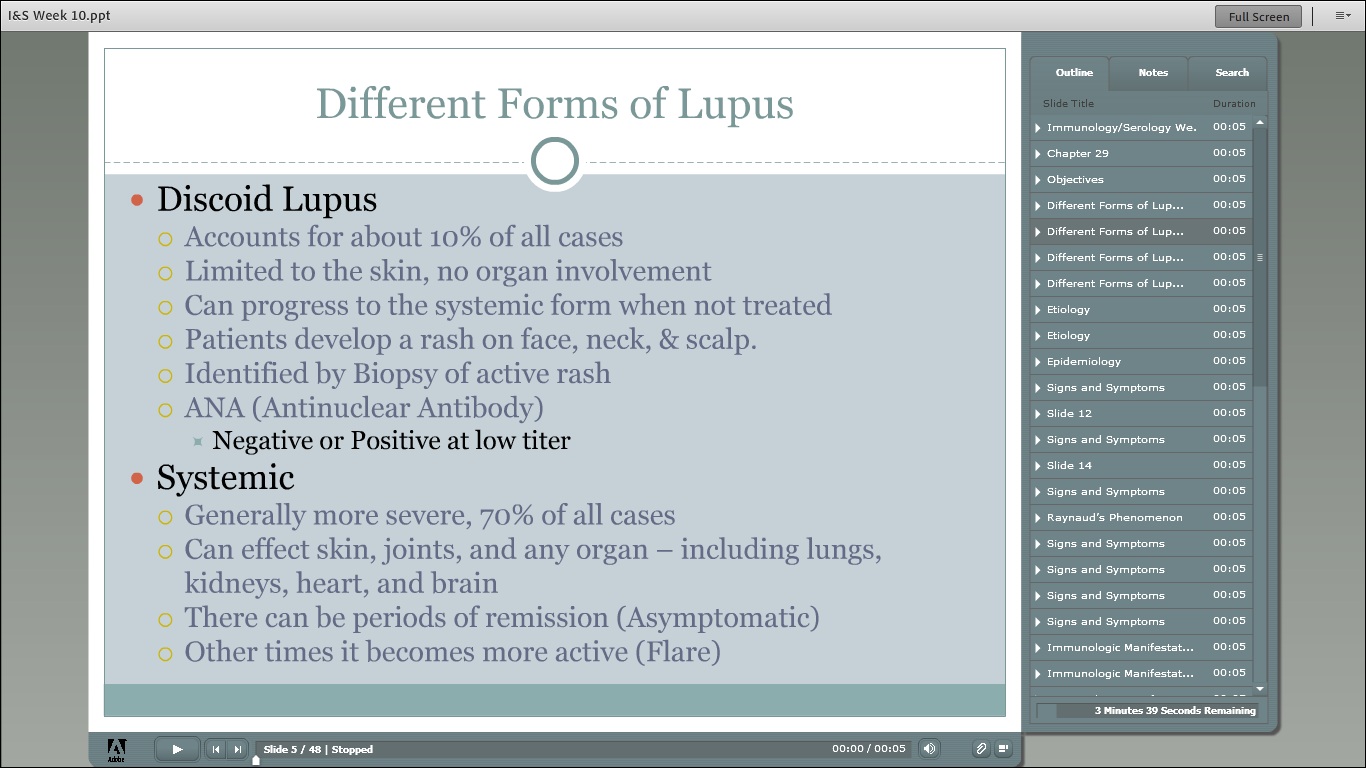 I&S Week 10.ppt
Full Screen
Different Forms of Lupus
Discoid Lupus
Accounts for about 10% of all cases
Limited to the skin, no organ involvement
Can progress to the systemic form when not treated
Patients develop a rash on face, neck, & scalp.
Identified by Biopsy of active rash
ANA (Antinuclear Antibody)
Negative or Positive at low titer
Systemic
Generally more severe, 70% of all cases
Can effect skin, joints, and any organ – including lungs,
kidneys, heart, and brain
There can be periods of remission (Asymptomatic)
Other times it becomes more active (Flare)
Outline Notes Search
Slide Title Duration
Immunology/Serology We. 00:05
Chapter 29 00:05
Objectives 00:05
Different Forms of Lup... 00:05
Different Forms of Lup... 00:05
Different Forms of Lup... 00:05
Different Forms of Lup... 00:05
Etiology 00:05
Etiology 00:05
Epidemiology 00:05
Signs and Symptoms 00:05
Slide 12 00:05
Signs and Symptoms 00:05
Slide 14 00:05
Signs and Symptoms 00:05
Raynaud's Phenomenon 00:05
Signs and Symptoms 00:05
Signs and Symptoms 00:05
Signs and Symptoms 00:05
Signs and Symptoms 00:05
Immunologic Manifestat... 00:05
Immunologic Manifestat... 00:05
3 Minutes 39 Seconds Remaining
Adobe
Slide 5 / 48 | Stopped
00:00 / 00:05